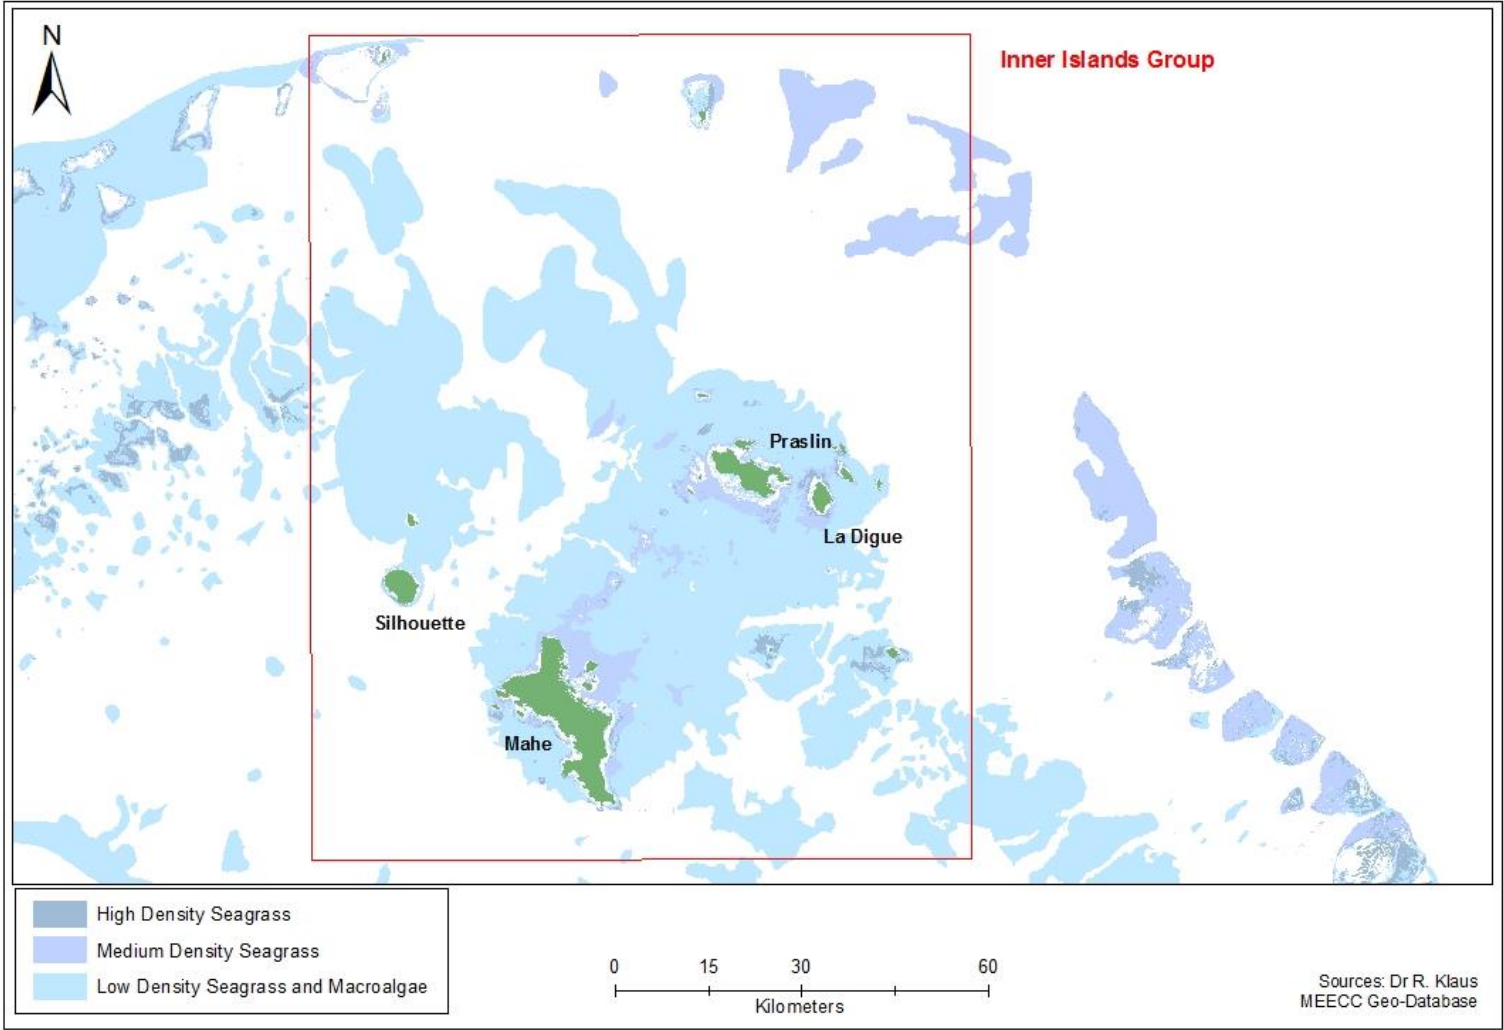 N
Inner Islands Group
Praslin
La Digue
Silhouette
Mahe
High Density Seagrass
Medium Density Seagrass
Low Density Seagrass and Macroalgae
0 15 30 60
Kilometers
Sources: Dr R. Klaus
MEECC Geo-Database